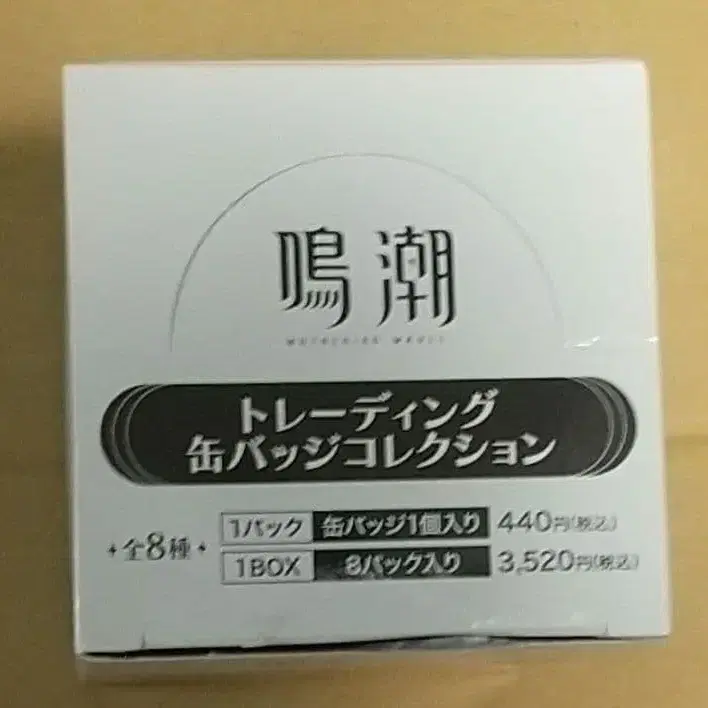 鳴潮
WUTHERING WAVES
トレーディング
缶バッジコレクション
全8種
1パック 缶バッジ1個入り 440円(税込)
1BOX 8パック入り 3,520円(税込)